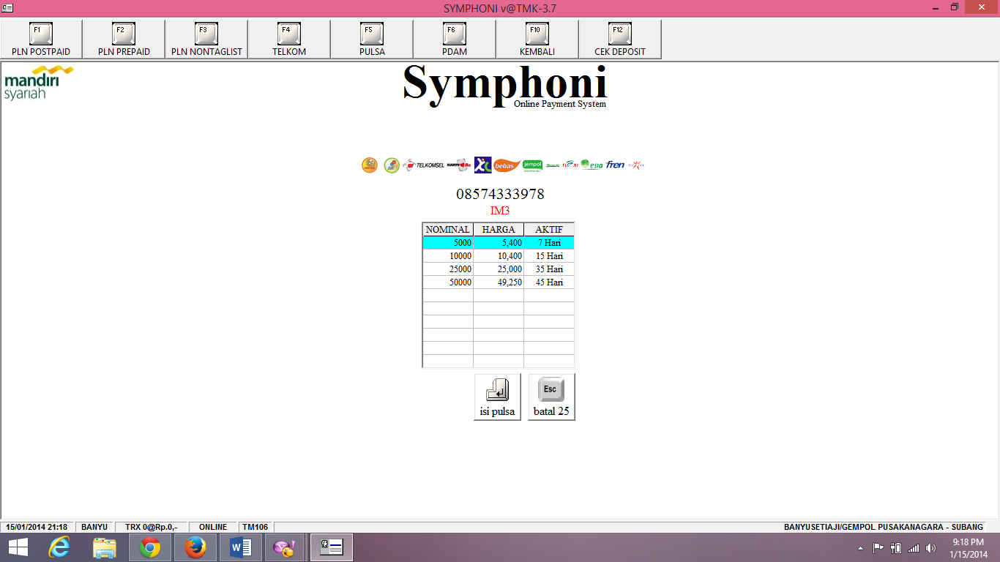 SYMPHONI v@TMK-3.7
F1 F2 F3 F4 F5 F6 F10 F12
PLN POSTPAID PLN PREPAID PLN NONTAGLIST TELKOM PULSA PDAM KEMBALI CEK DEPOSIT
mandiri
syariah
Symphoni
Online Payment System
TELKOMSEL XL bebas jempol esia fren
08574333978
IM3
NOMINAL HARGA AKTIF
5000 5,400 7 Hari
10000 10,400 15 Hari
25000 25,000 35 Hari
50000 49,250 45 Hari
Esc
isi pulsa batal 25
15/01/2014 21:18 BANYU TRX 0@Rp.0,- ONLINE TM106 BANYUSETIAJI/GEMPOL PUSAKANAGARA - SUBANG
9:18 PM
1/15/2014